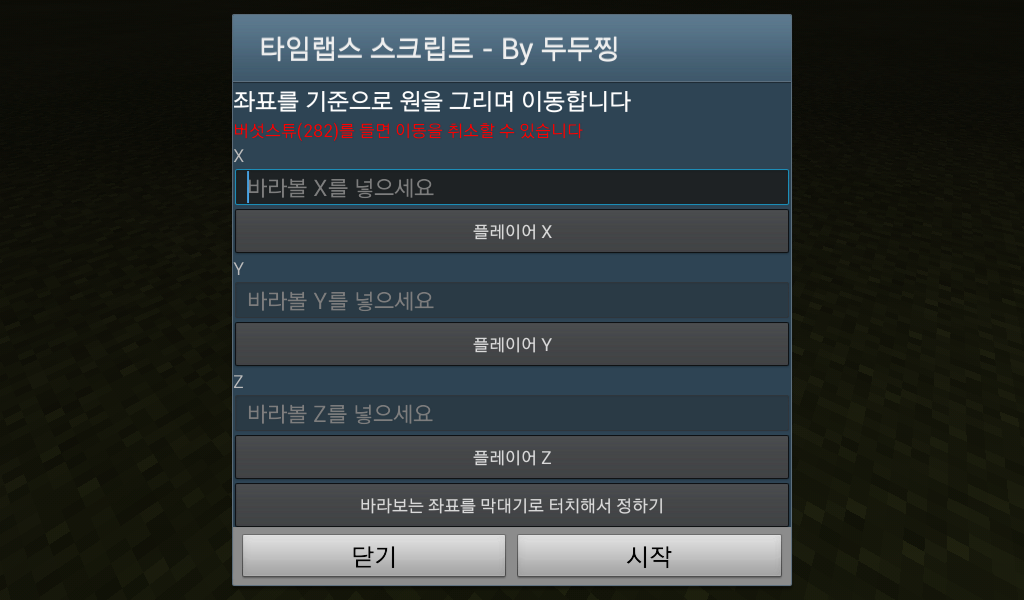 타임랩스 스크립트 - By 두두찡
좌표를 기준으로 원을 그리며 이동합니다
버섯스튜(282)를 들면 이동을 취소할 수 있습니다
X
바라볼 X를 넣으세요
플레이어 X
Y
바라볼 Y를 넣으세요
플레이어 Y
Z
바라볼 Z를 넣으세요
플레이어 Z
바라보는 좌표를 막대기로 터치해서 정하기
닫기
시작